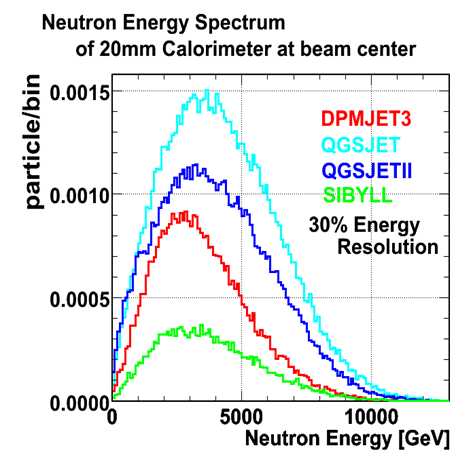 Neutron Energy Spectrum
of 20mm Calorimeter at beam center
particle/bin
0.0015
0.0010
0.0005
0.0000
DPMJET3
QGSJET
QGSJETII
SIBYLL
30% Energy
Resolution
0
5000
10000
Neutron Energy [GeV]